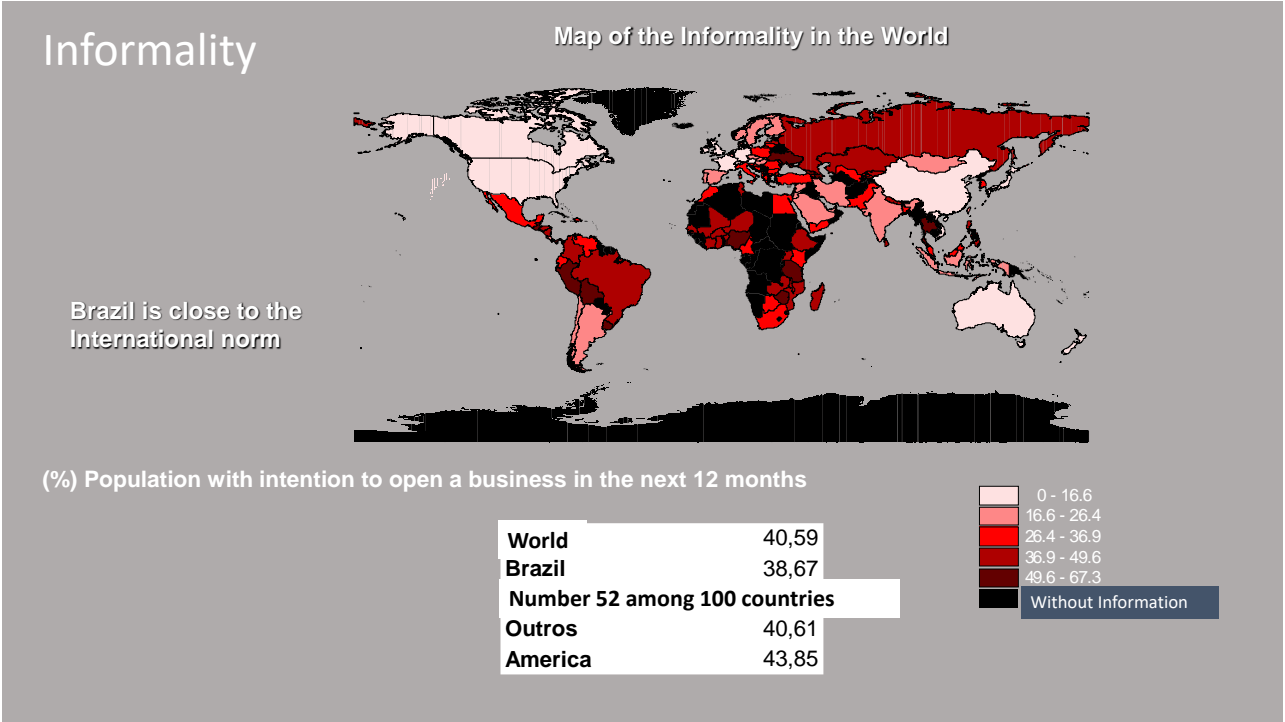 Informality
Map of the Informality in the World
Brazil is close to the
International norm
(%) Population with intention to open a business in the next 12 months
World 40,59
Brazil 38,67
Number 52 among 100 countries
Outros 40,61
America 43,85
0 - 16.6
16.6 - 26.4
26.4 - 36.9
36.9 - 49.6
49.6 - 67.3
Without Information